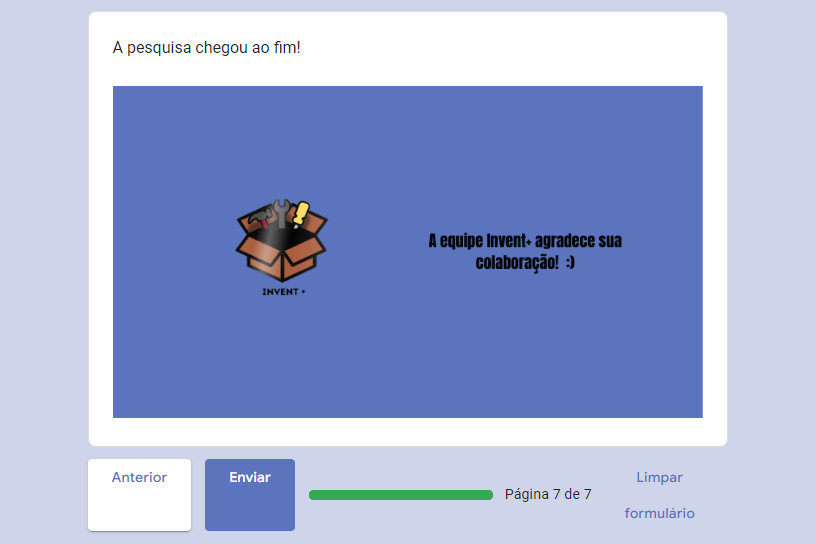 A pesquisa chegou ao fim!
INVENT +
A equipe Invent+ agradece sua
colaboração! :)
Anterior
Enviar
Página 7 de 7
Limpar
formulário